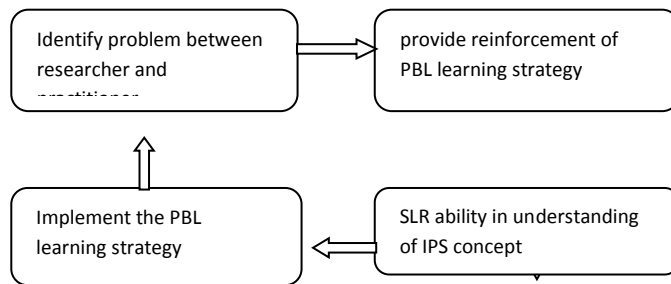 Identify problem between
researcher and
provide reinforcement of
PBL learning strategy
Implement the PBL
learning strategy
SLR ability in understanding
of IPS concept